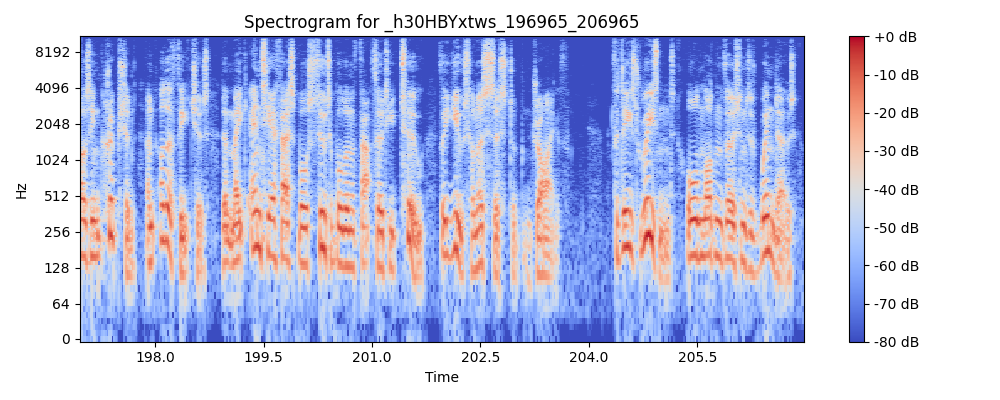 Spectrogram for _h30HBYxtws_196965_206965
Hz
8192
4096
2048
1024
512
256
128
64
0
198.0 199.5 201.0 202.5 204.0 205.5
Time
+0 dB
-10 dB
-20 dB
-30 dB
-40 dB
-50 dB
-60 dB
-70 dB
-80 dB